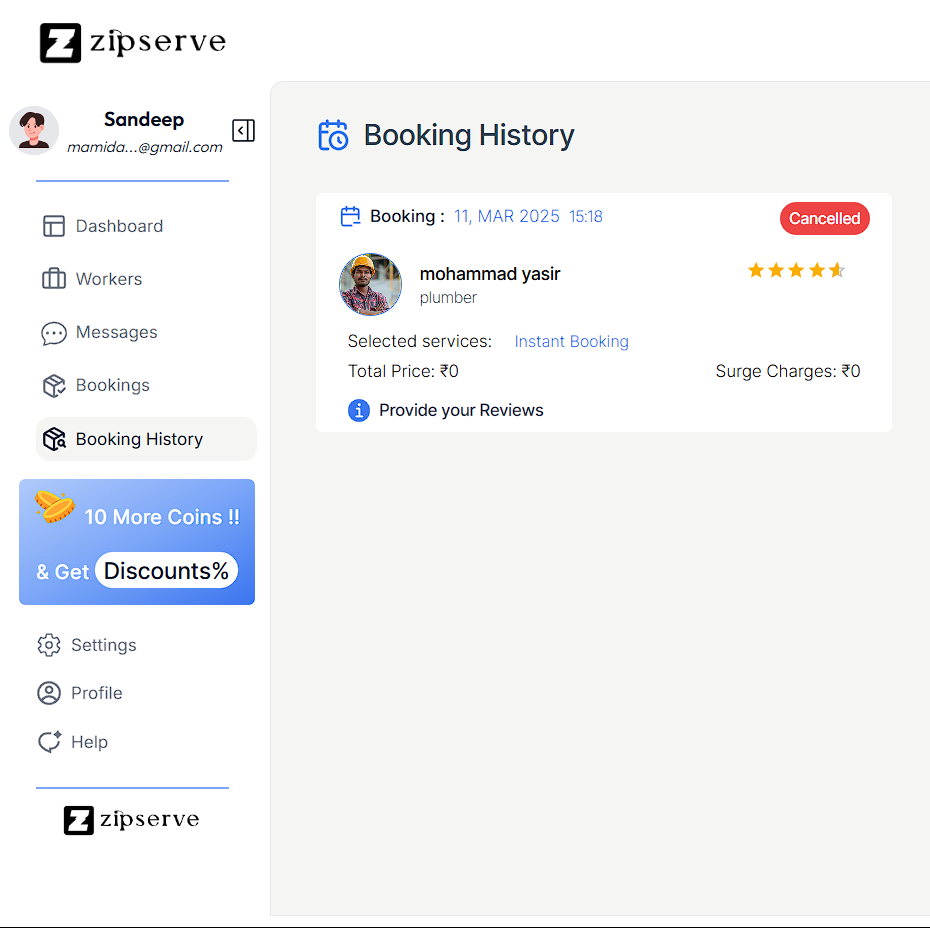 zipserve
Sandeep
mamida...@gmail.com
Dashboard
Workers
Messages
Bookings
Booking History
10 More Coins !!
& Get Discounts%
Settings
Profile
Help
zipserve
Booking History
Booking : 11, MAR 2025 15:18
Cancelled
mohammad yasir
plumber
Selected services: Instant Booking
Total Price: ₹0 Surge Charges: ₹0
Provide your Reviews